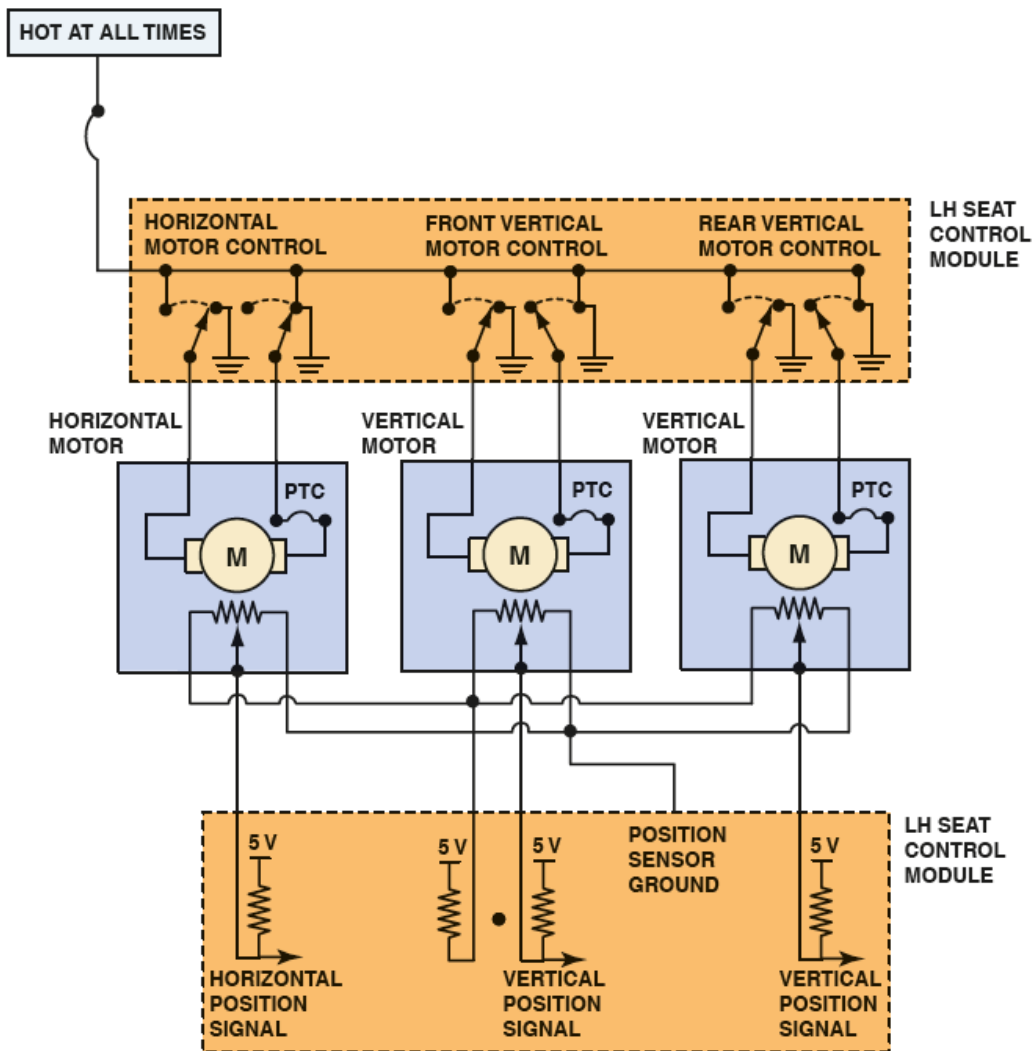 HOT AT ALL TIMES
HORIZONTAL
MOTOR CONTROL
FRONT VERTICAL
MOTOR CONTROL
REAR VERTICAL
MOTOR CONTROL
LH SEAT
CONTROL
MODULE
HORIZONTAL
MOTOR
VERTICAL
MOTOR
VERTICAL
MOTOR
PTC
PTC
PTC
M
M
M
5 V
5 V
5 V
POSITION
SENSOR
GROUND
5 V
LH SEAT
CONTROL
MODULE
HORIZONTAL
POSITION
SIGNAL
VERTICAL
POSITION
SIGNAL
VERTICAL
POSITION
SIGNAL